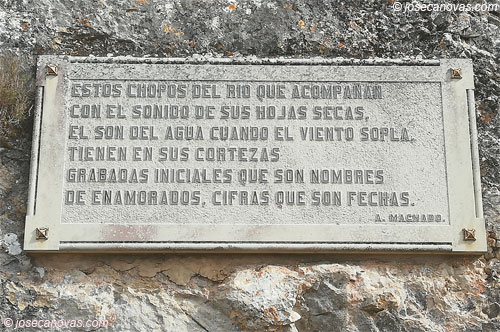 © josecanovas.com
ESTOS CHOPOS DEL RIO QUE ACOMPAÑAN
CON EL SONIDO DE SUS HOJAS SECAS,
EL SON DEL AGUA CUANDO EL VIENTO SOPLA,
TIENEN EN SUS CORTEZAS
GRABADAS INICIALES QUE SON NOMBRES
DE ENAMORADOS, CIFRAS QUE SON FECHAS.
A. MACHADO.
© josecanovas.com